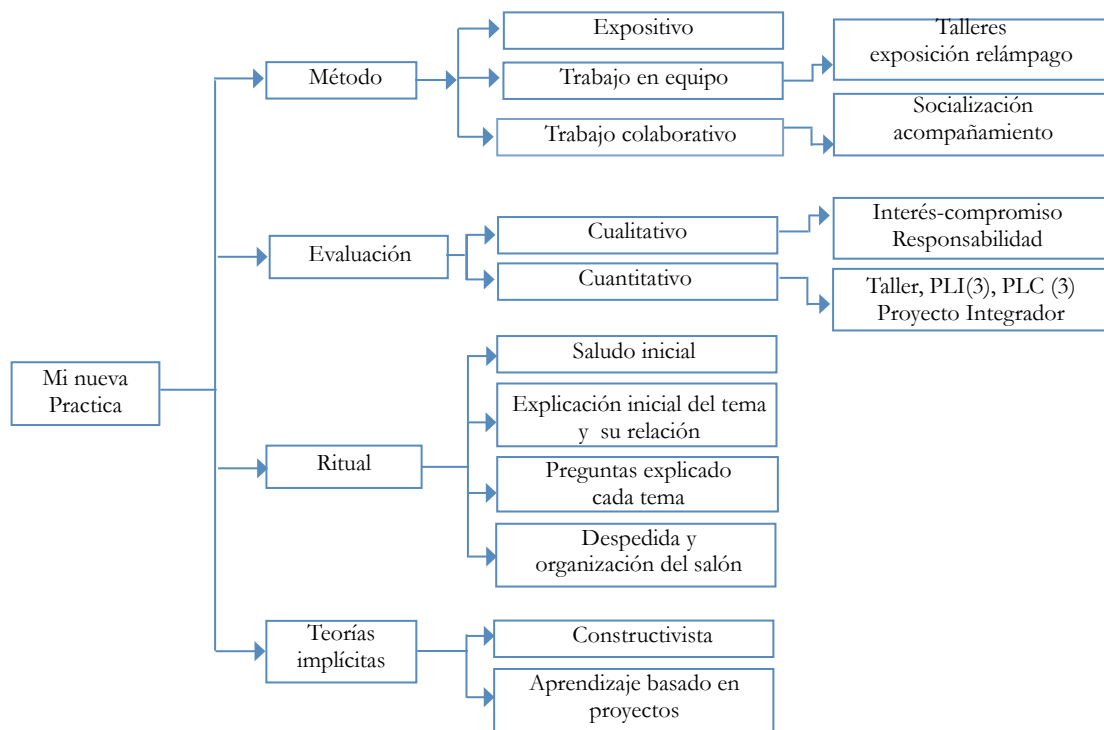 Mi nueva
Practica
Método
Expositivo
Trabajo en equipo
Talleres
exposición relámpago
Trabajo colaborativo
Socialización
acompañamiento
Evaluación
Cualitativo
Interés-compromiso
Responsabilidad
Cuantitativo
Taller, PLI(3), PLC (3)
Proyecto Integrador
Ritual
Saludo inicial
Explicación inicial del tema
y su relación
Preguntas explicado
cada tema
Despedida y
organización del salón
Teorías
implícitas
Constructivista
Aprendizaje basado en
proyectos